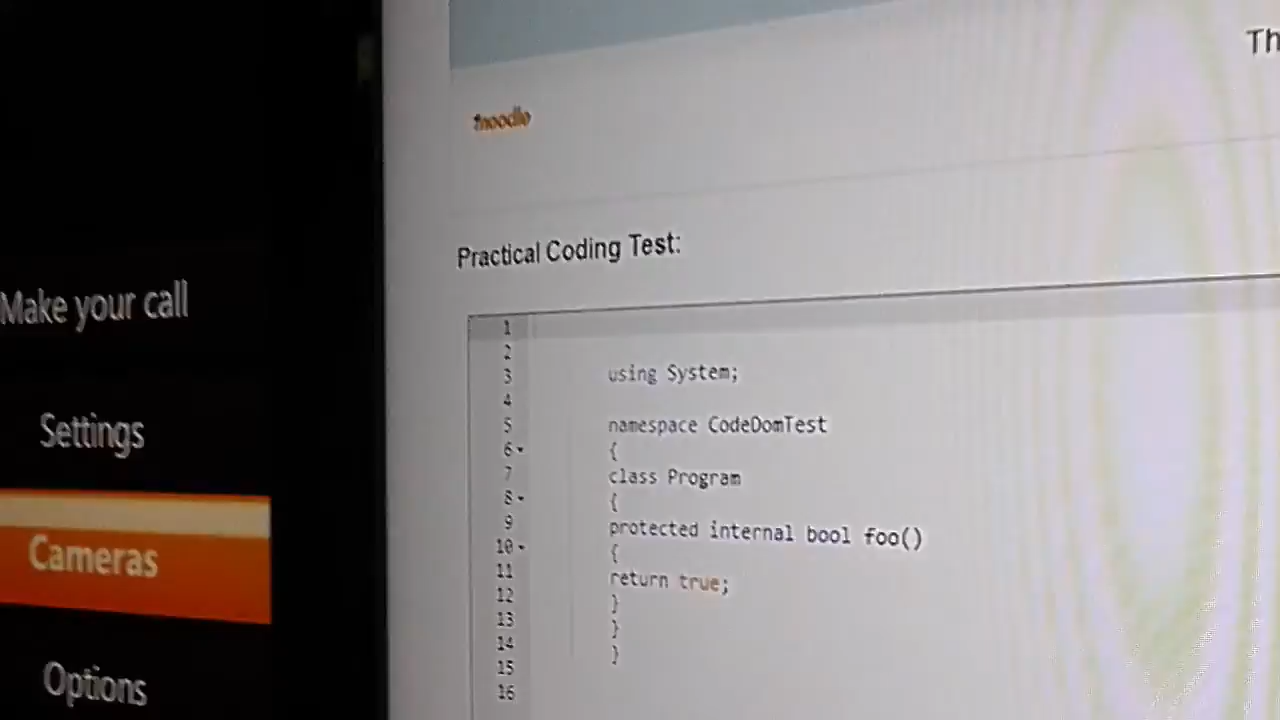 Th
moodle
Practical Coding Test:
Make your call
Settings
Cameras
Options
1
2
3 using System;
4
5 namespace CodeDomTest
6 {
7 class Program
8 {
9 protected internal bool foo()
10 {
11 return true;
12 }
13 }
14 }
15
16